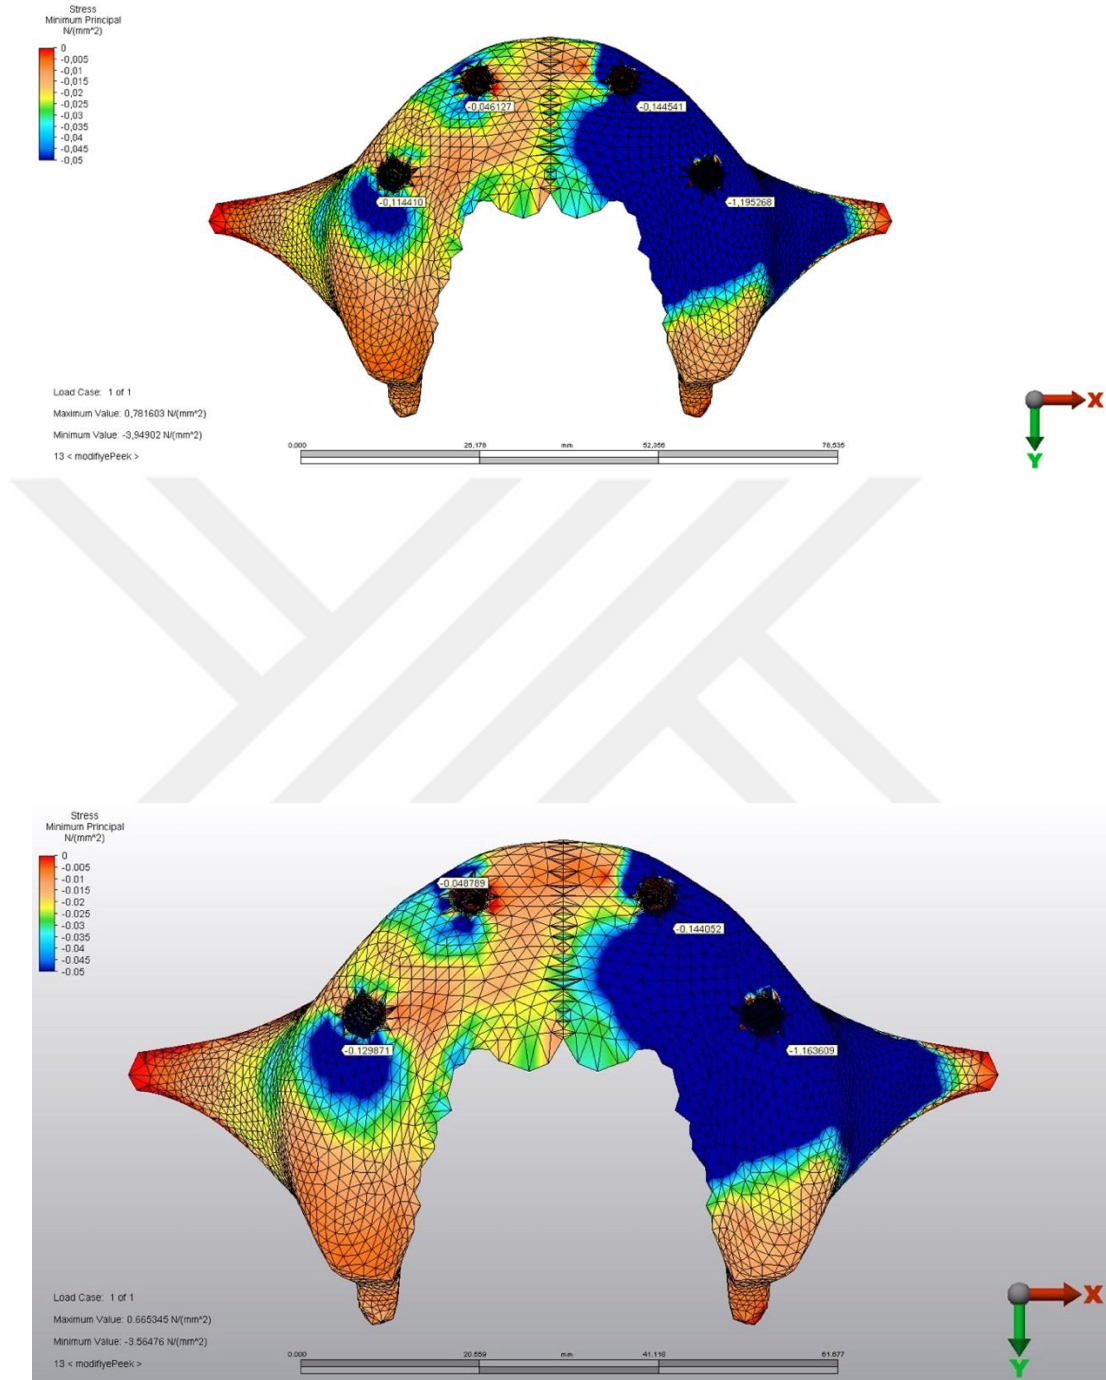 Stress
Minimum Principal
N/(mm^2)
0
-0,005
-0,01
-0,015
-0,02
-0,025
-0,03
-0,035
-0,04
-0,045
-0,05
-0,046127
-0,144541
-0,114410
-1,195268
Load Case: 1 of 1
Maximum Value: 0,781603 N/(mm^2)
Minimum Value: -3,94902 N/(mm^2)
13 < modifiyePeek >
0,000 26,178 mm 52,356 78,535
X
Y
Stress
Minimum Principal
N/(mm^2)
0
-0.005
-0.01
-0.015
-0.02
-0.025
-0.03
-0.035
-0.04
-0.045
-0.05
-0.048789
-0.144052
-0.129871
-1.163609
Load Case: 1 of 1
Maximum Value: 0.665345 N/(mm^2)
Minimum Value: -3.56476 N/(mm^2)
13 < modifiyePeek >
0.000 20.559 mm 41.118 61.677
X
Y